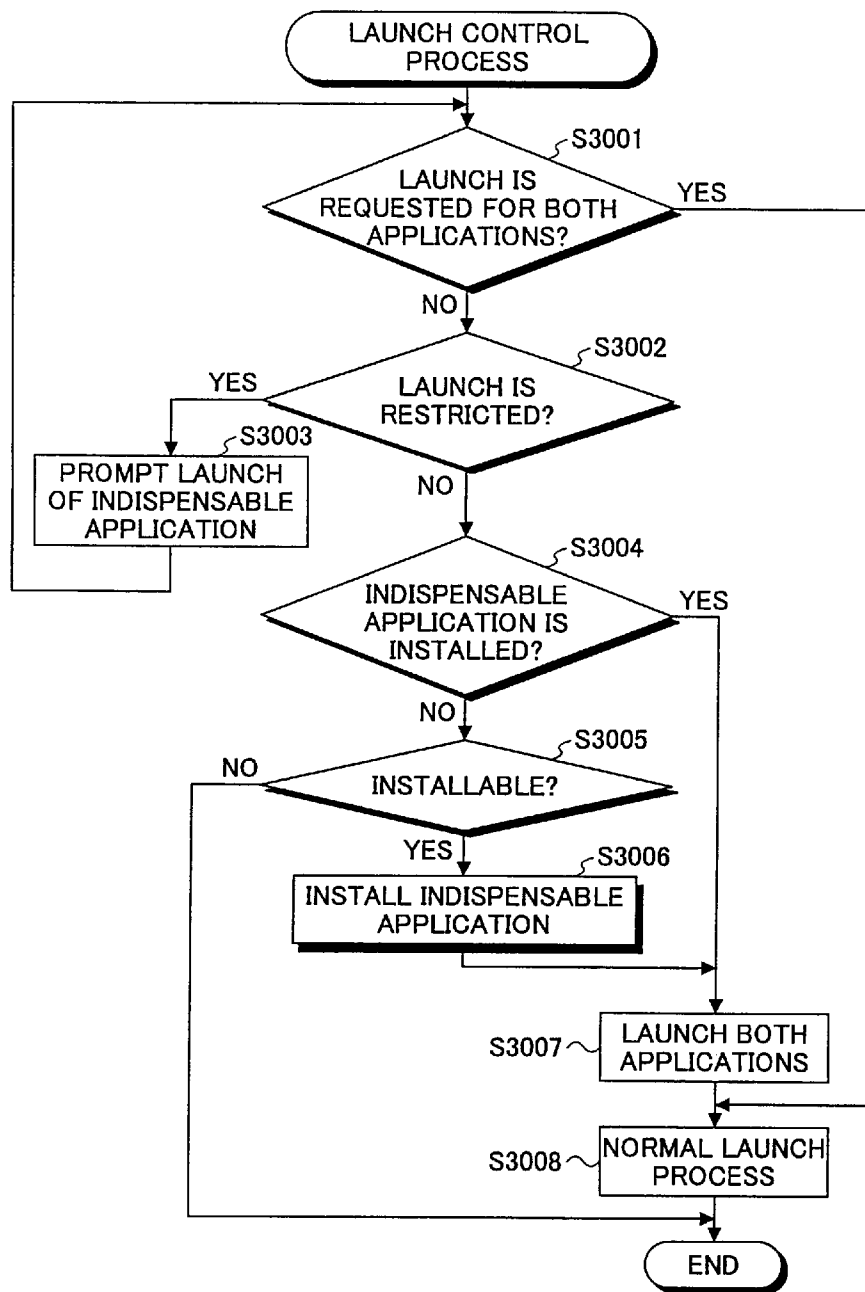 LAUNCH CONTROL
PROCESS
S3001
LAUNCH IS
REQUESTED FOR BOTH
APPLICATIONS?
YES
NO
S3002
YES
LAUNCH IS
RESTRICTED?
S3003
PROMPT LAUNCH
OF INDISPENSABLE
APPLICATION
NO
S3004
INDISPENSABLE
APPLICATION IS
INSTALLED?
YES
NO
S3005
NO
INSTALLABLE?
YES
S3006
INSTALL INDISPENSABLE
APPLICATION
S3007
LAUNCH BOTH
APPLICATIONS
S3008
NORMAL LAUNCH
PROCESS
END